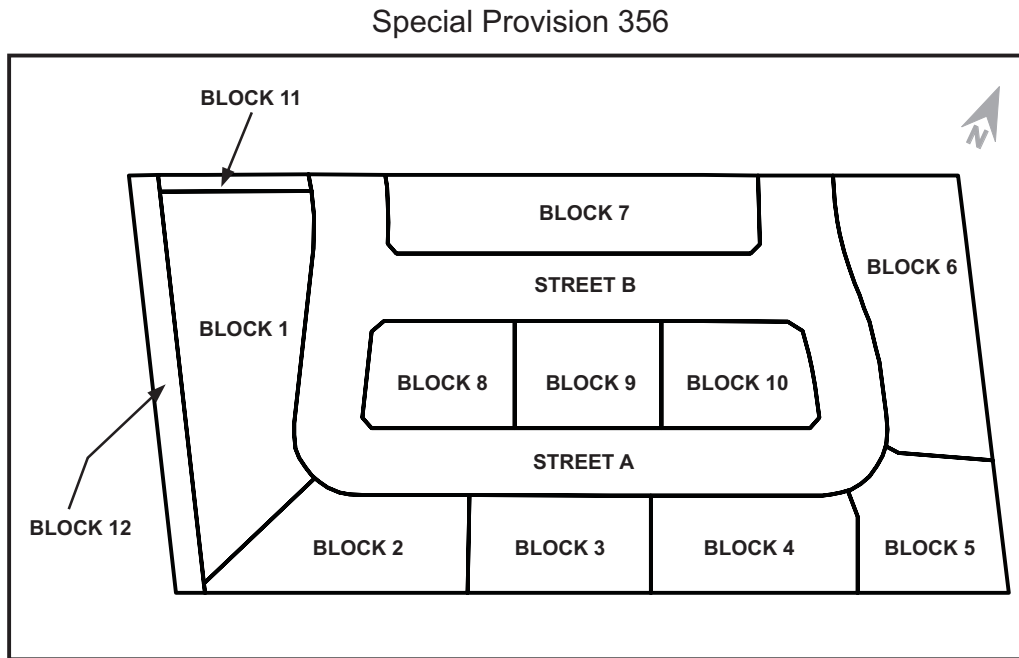 Special Provision 356
BLOCK 11
N
BLOCK 7
BLOCK 6
STREET B
BLOCK 1
BLOCK 8
BLOCK 9
BLOCK 10
STREET A
BLOCK 12
BLOCK 2
BLOCK 3
BLOCK 4
BLOCK 5